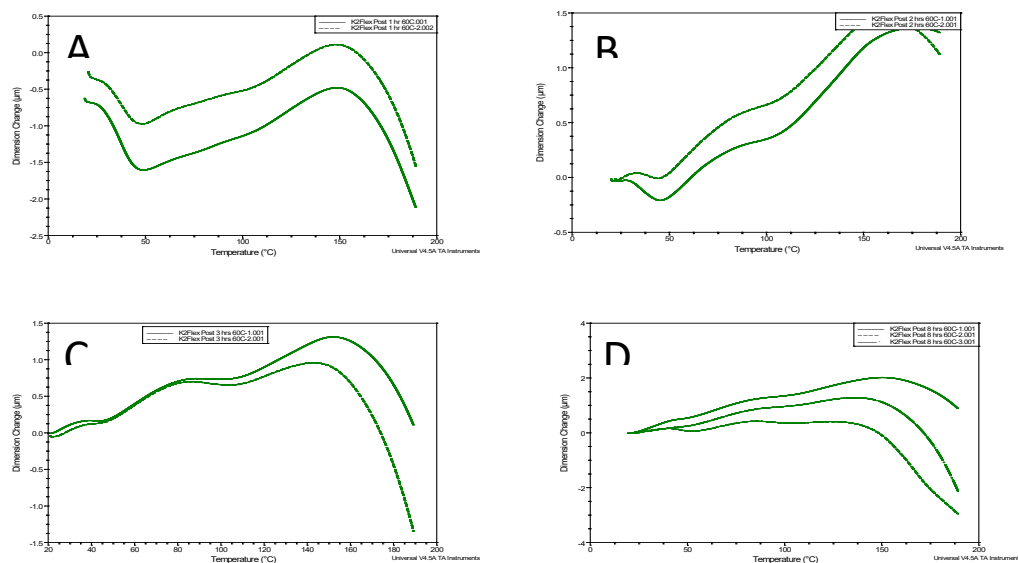 A
K2Flex Post 1 hr 60C.001
K2Flex Post 1 hr 60C-2.002
Dimension Change (µm)
0.5
0.0
-0.5
-1.0
-1.5
-2.0
-2.5
0
50
100
150
200
Temperature (°C)
Universal V4.5A TA Instruments
B
K2Flex Post 2 hrs 60C-1.001
K2Flex Post 2 hrs 60C-2.001
Dimension Change (µm)
1.5
1.0
0.5
0.0
-0.5
0
50
100
150
200
Temperature (°C)
Universal V4.5A TA Instruments
C
K2Flex Post 3 hrs 60C-1.001
K2Flex Post 3 hrs 60C-2.001
Dimension Change (µm)
1.5
1.0
0.5
0.0
-0.5
-1.0
-1.5
20
40
60
80
100
120
140
160
180
200
Temperature (°C)
Universal V4.5A TA Instruments
D
K2Flex Post 8 hrs 60C-1.001
K2Flex Post 8 hrs 60C-2.001
K2Flex Post 8 hrs 60C-3.001
Dimension Change (µm)
4
2
0
-2
-4
0
50
100
150
200
Temperature (°C)
Universal V4.5A TA Instruments